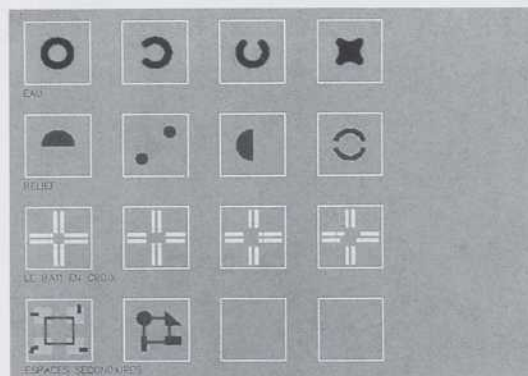 EAU
RELIEF
LE BATI EN CROIX
ESPACES SECONDAIRES